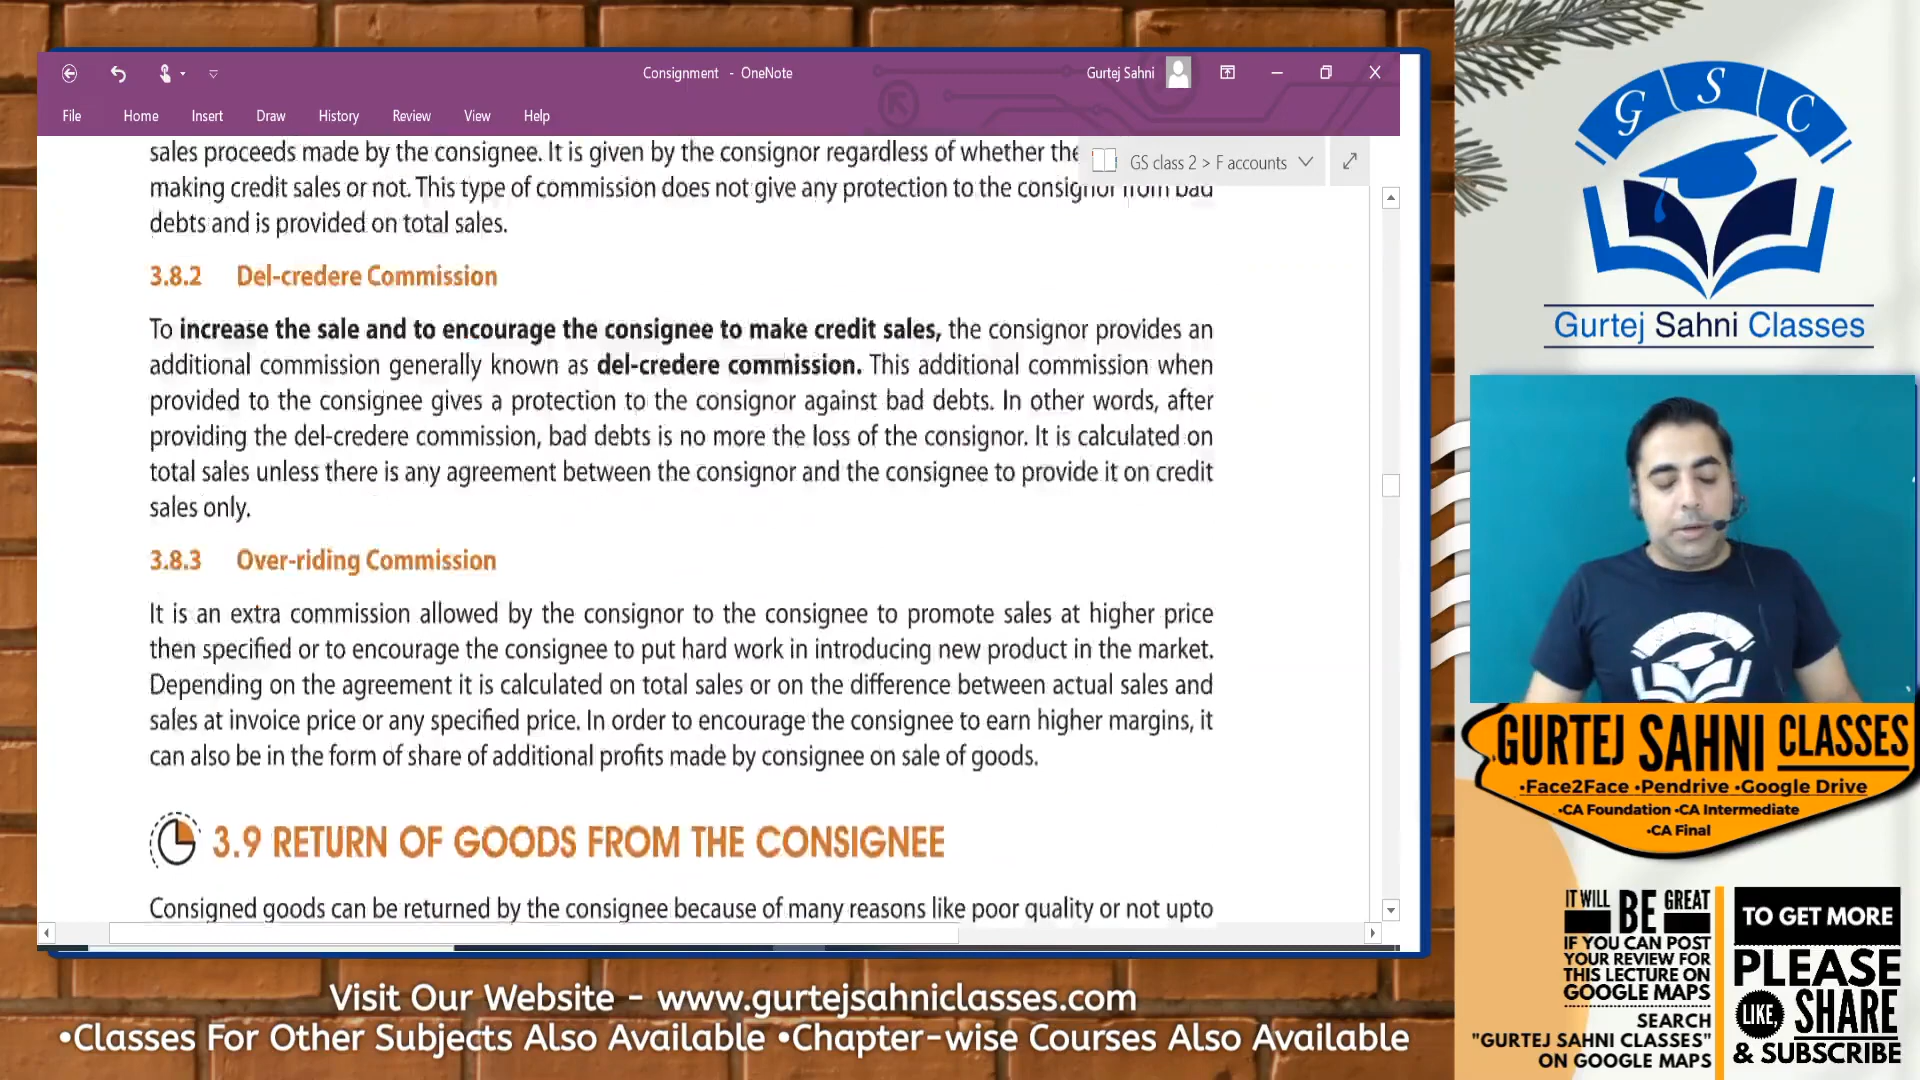 Consignment - OneNote
Gurtej Sahni
File Home Insert Draw History Review View Help
GS class 2 > F accounts
sales proceeds made by the consignee. It is given by the consignor regardless of whether the
making credit sales or not. This type of commission does not give any protection to the consignor from bad
debts and is provided on total sales.
3.8.2 Del-credere Commission
To increase the sale and to encourage the consignee to make credit sales, the consignor provides an
additional commission generally known as del-credere commission. This additional commission when
provided to the consignee gives a protection to the consignor against bad debts. In other words, after
providing the del-credere commission, bad debts is no more the loss of the consignor. It is calculated on
total sales unless there is any agreement between the consignor and the consignee to provide it on credit
sales only.
3.8.3 Over-riding Commission
It is an extra commission allowed by the consignor to the consignee to promote sales at higher price
then specified or to encourage the consignee to put hard work in introducing new product in the market.
Depending on the agreement it is calculated on total sales or on the difference between actual sales and
sales at invoice price or any specified price. In order to encourage the consignee to earn higher margins, it
can also be in the form of share of additional profits made by consignee on sale of goods.
3.9 RETURN OF GOODS FROM THE CONSIGNEE
Consigned goods can be returned by the consignee because of many reasons like poor quality or not upto
GSC
Gurtej Sahni Classes
GURTEJ SAHNI CLASSES
•Face2Face •Pendrive •Google Drive
•CA Foundation •CA Intermediate
•CA Final
IT WILL BE GREAT
IF YOU CAN POST
YOUR REVIEW FOR
THIS LECTURE ON
GOOGLE MAPS
SEARCH
"GURTEJ SAHNI CLASSES"
ON GOOGLE MAPS
TO GET MORE
PLEASE
LIKE, SHARE
& SUBSCRIBE
Visit Our Website - www.gurtejsahniclasses.com
•Classes For Other Subjects Also Available •Chapter-wise Courses Also Available